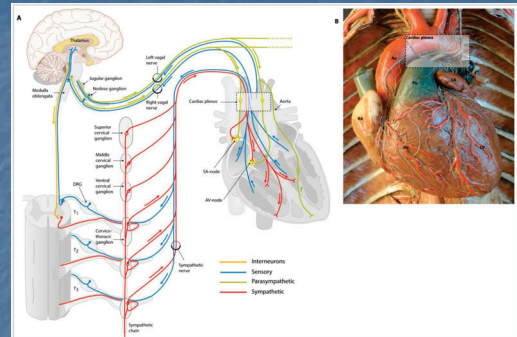 A
Thalamus
Medulla
oblongata
Jugular ganglion
Nodose ganglion
Left vagal
nerve
Right vagal
nerve
Cardiac plexus
Aorta
Superior
cervical
ganglion
Middle
cervical
ganglion
Ventral
cervical
ganglion
SA-node
AV-node
DRG
T1
Cervico-
thoracic
ganglion
T2
T3
Sympathetic
nerve
Sympathetic
chain
Interneurons
Sensory
Parasympathetic
Sympathetic
B
Cardiac plexus
Ao
RA